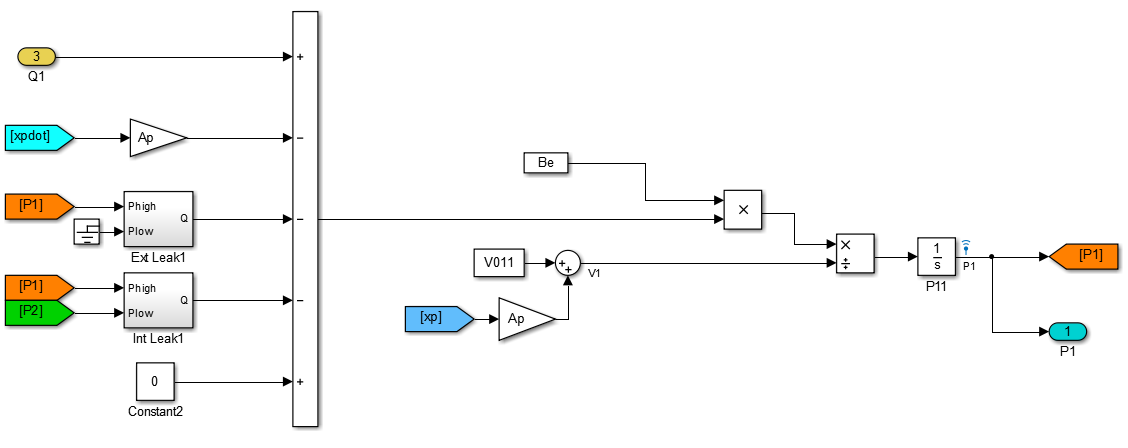 3
+
Q1
[xpdot]
Ap
−
Be
[P1]
Phigh
Plow
Q
−
×
Ext Leak1
V011
+
+
V1
×
÷
1
s
P11
P1
[P1]
[P1]
[P2]
Phigh
Plow
Q
−
Int Leak1
[xp]
Ap
1
P1
0
+
Constant2